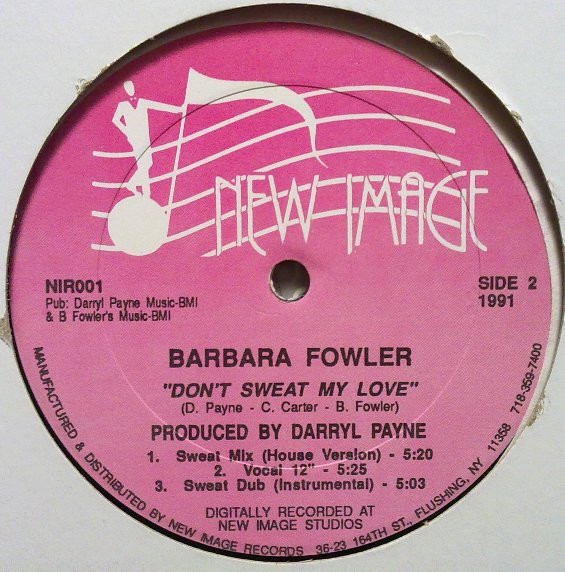 NEW IMAGE
NIR001
Pub: Darryl Payne Music-BMI
& B Fowler's Music-BMI
SIDE 2
1991
BARBARA FOWLER
"DON'T SWEAT MY LOVE"
(D. Payne - C. Carter - B. Fowler)
PRODUCED BY DARRYL PAYNE
1. Sweat Mix (House Version) - 5:20
2. Vocal 12" - 5:25
3. Sweat Dub (Instrumental) - 5:03
DIGITALLY RECORDED AT
NEW IMAGE STUDIOS
MANUFACTURED & DISTRIBUTED BY NEW IMAGE RECORDS 36-23 164TH ST., FLUSHING, NY 11358 718-359-7400